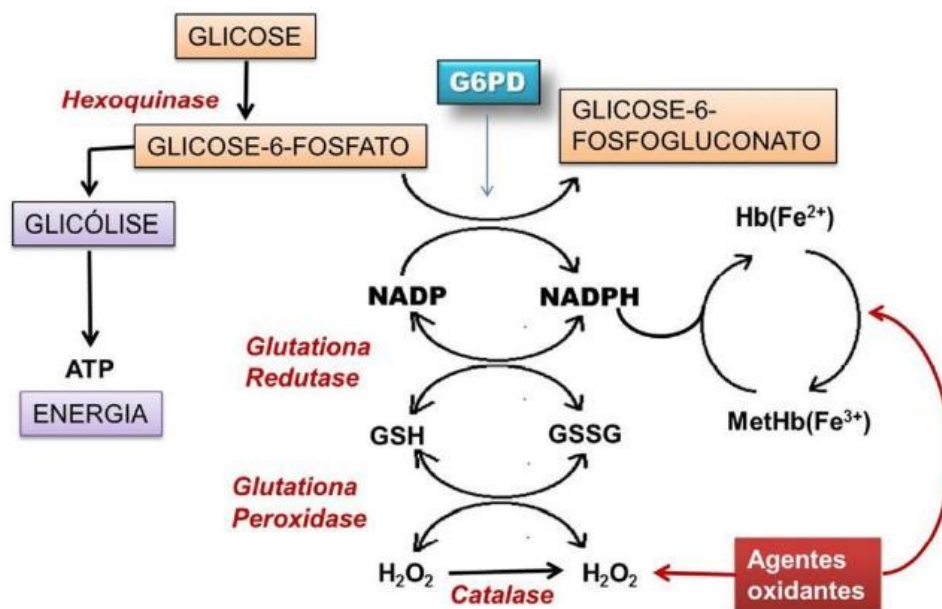 GLICOSE
Hexoquinase
G6PD
GLICOSE-6-FOSFATO
GLICOSE-6-
FOSFOGLUCONATO
GLICÓLISE
Hb(Fe²⁺)
NADP
NADPH
Glutationa
Redutase
ATP
ENERGIA
GSH
GSSG
MetHb(Fe³⁺)
Glutationa
Peroxidase
H₂O₂
Catalase
H₂O₂
Agentes
oxidantes